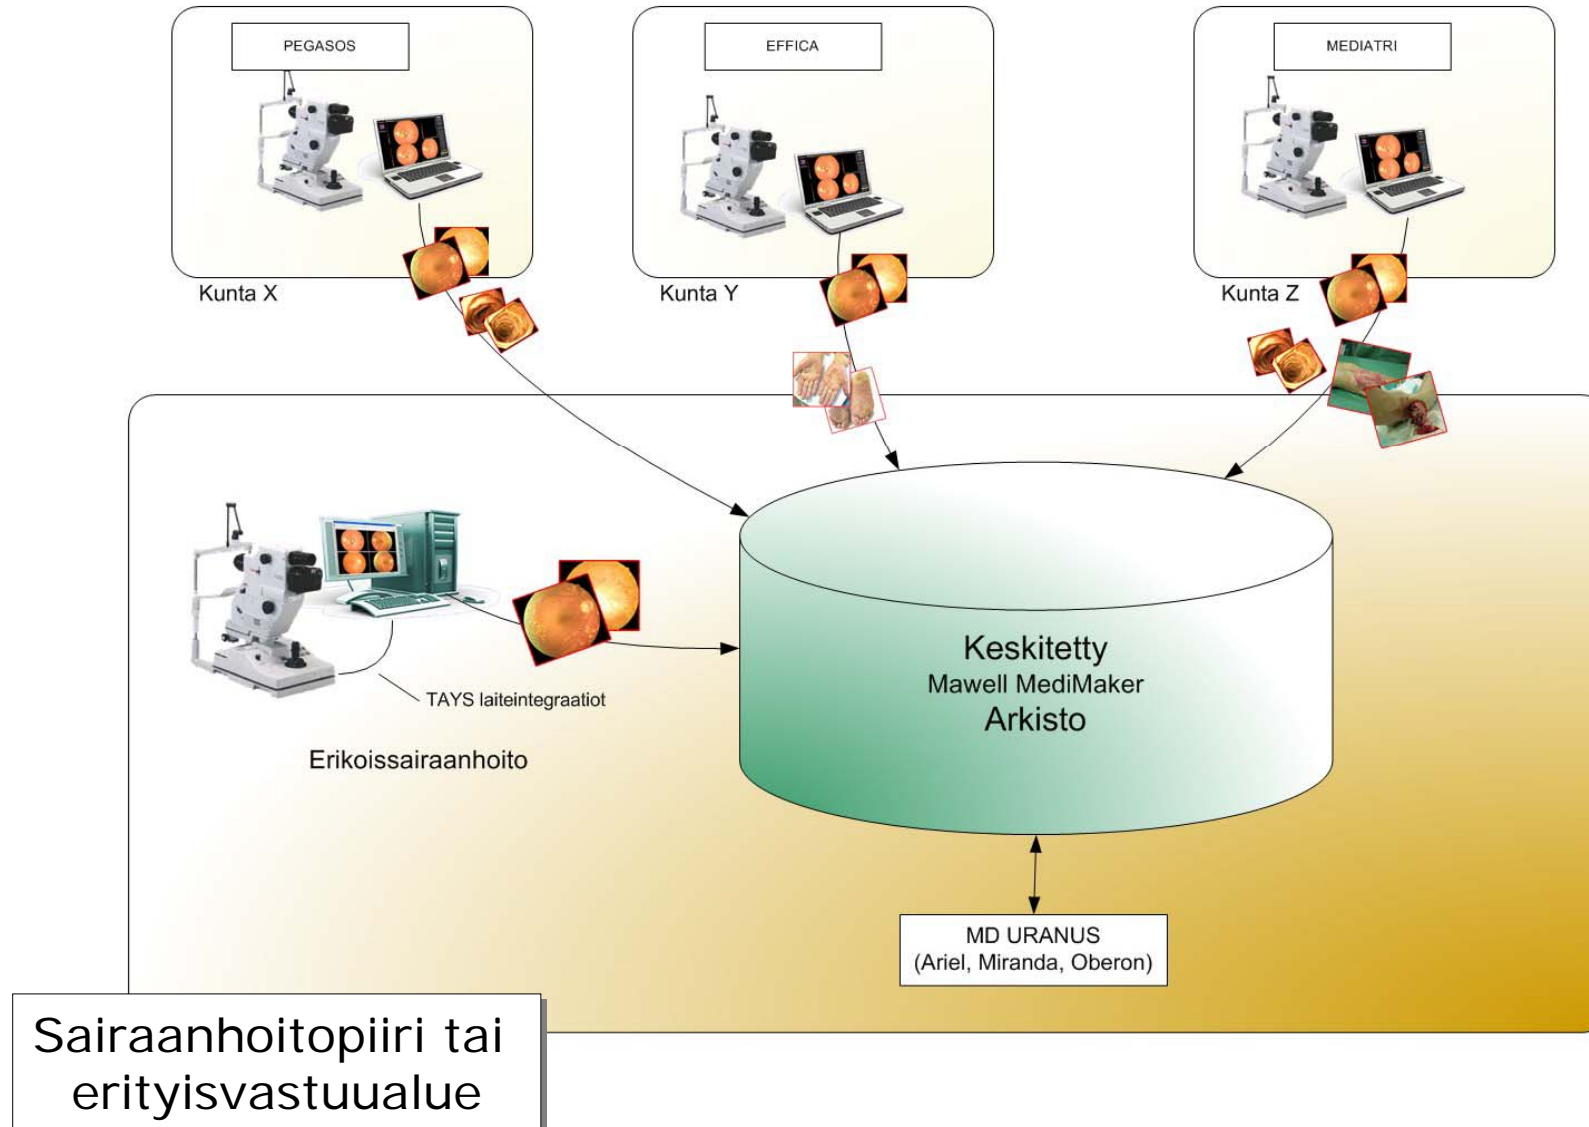 PEGASOS
EFFICA
MEDIATRI
Kunta X
Kunta Y
Kunta Z
Keskitetty
Mawell MediMaker
Arkisto
TAYS laiteintegraatiot
Erikoissairaanhoito
MD URANUS
(Ariel, Miranda, Oberon)
Sairaanhoitopiiri tai
erityisvastuualue